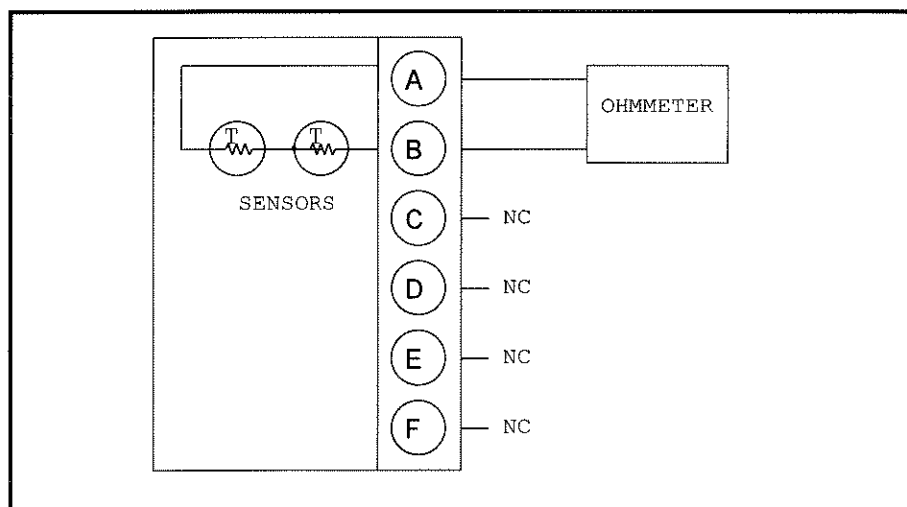 A
OHMMETER
T T
B
SENSORS
C NC
D NC
E NC
F NC